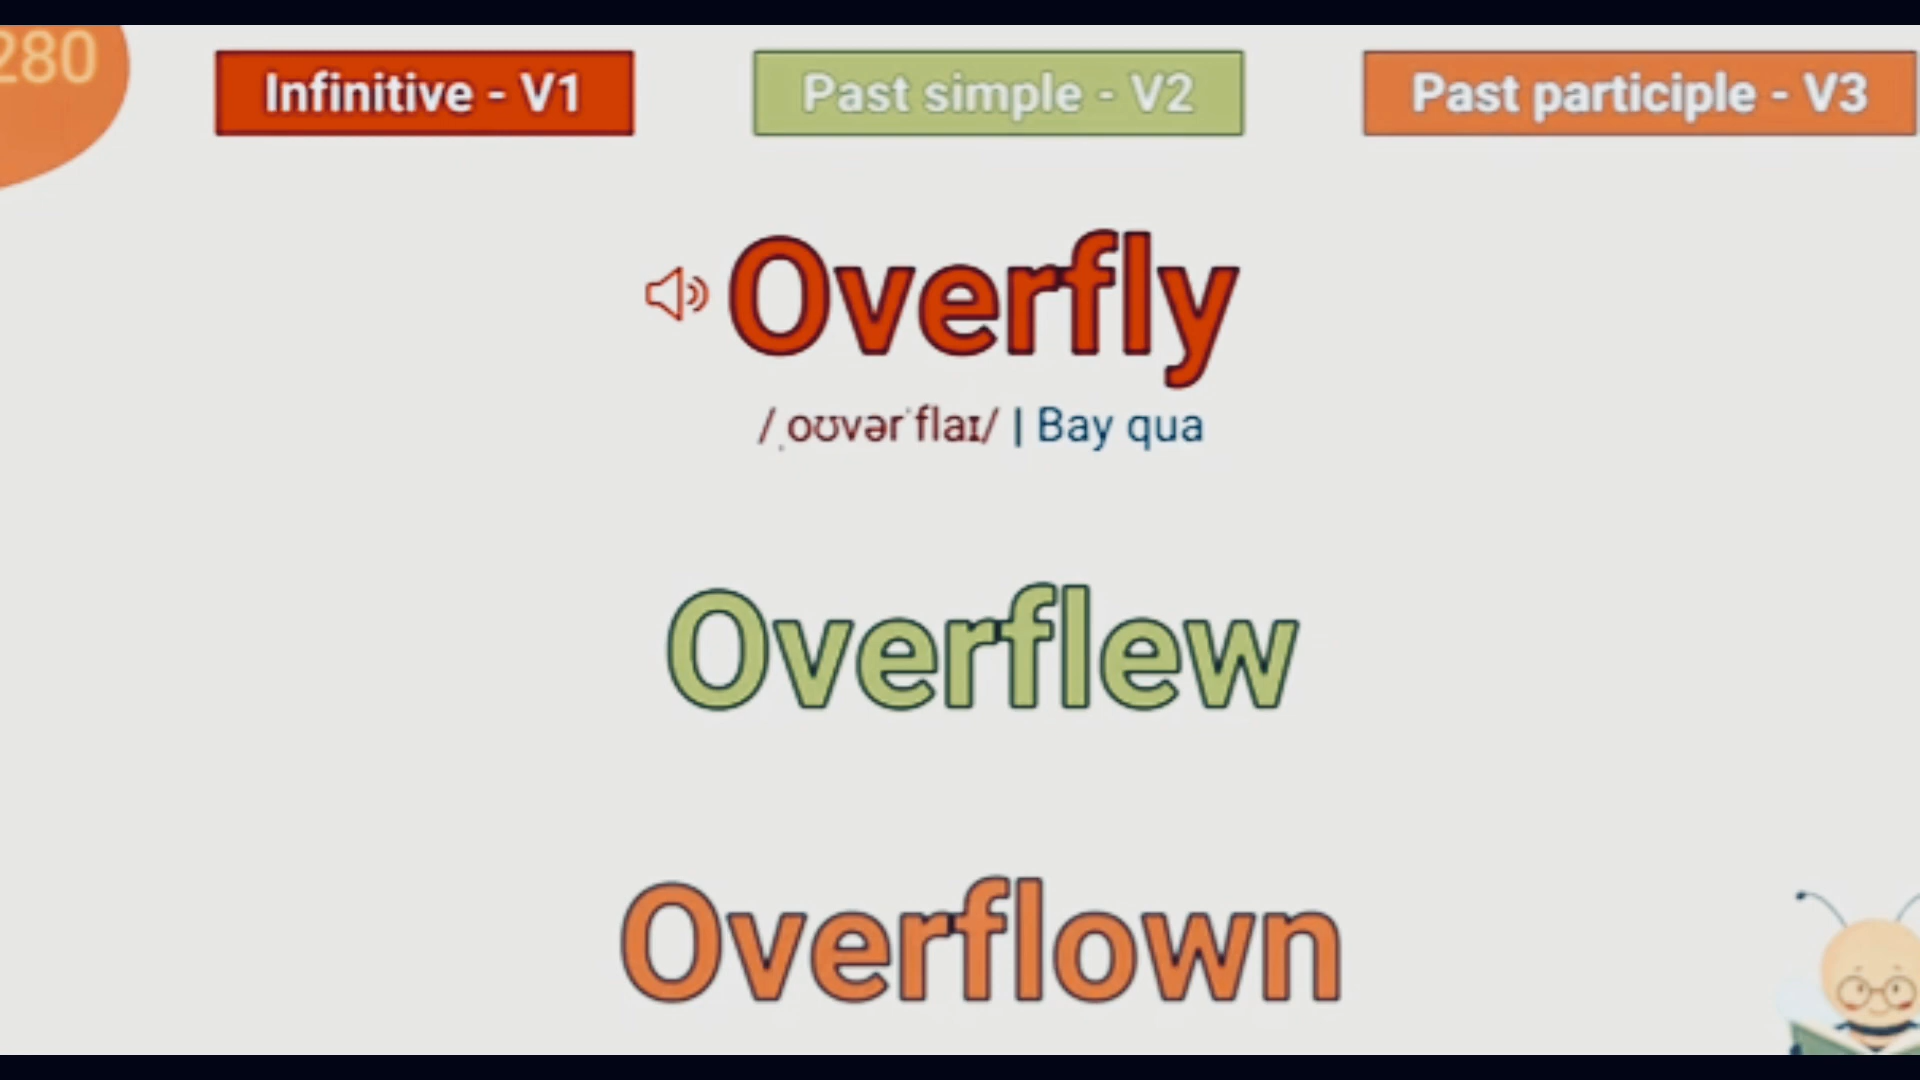 280
Infinitive - V1
Past simple - V2
Past participle - V3
Overfly
/ˌoʊvərˈflaɪ/ | Bay qua
Overflew
Overflown